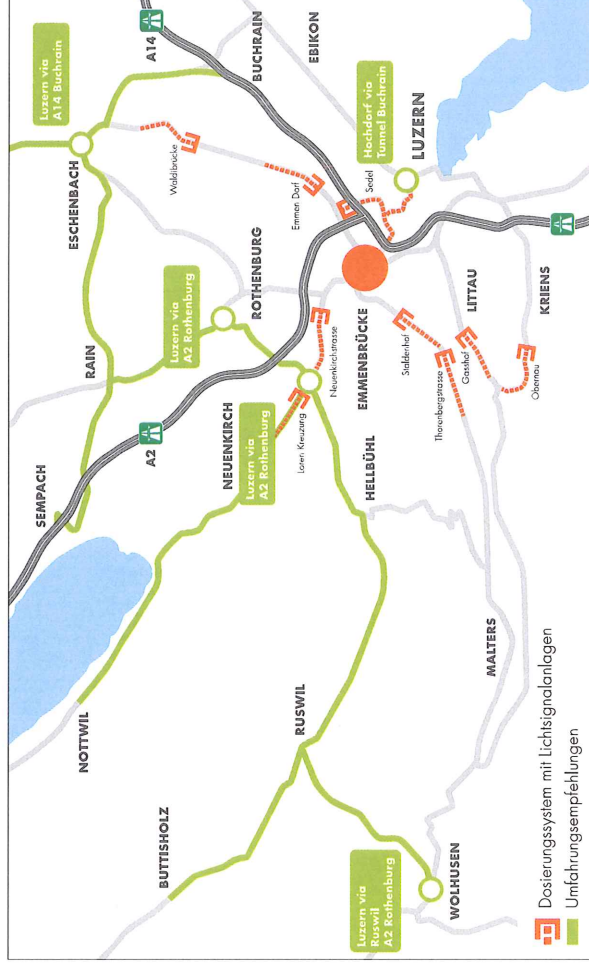 SEMPACH
NOTTWIL
BUTTISHOLZ
RUSWIL
WOLHUSEN
MALTERS
HELLBÜHL
NEUENKIRCH
RAIN
ESCHENBACH
ROTHENBURG
EMMENBRÜCKE
LITTAU
KRIENS
LUZERN
EBIKON
BUCHRAIN
A2
A14
Luzern via
A14 Buchrain
Luzern via
A2 Rothenburg
Luzern via
A2 Rothenburg
Luzern via
Ruswil
A2 Rothenburg
Hochdorf via
Tunnel Buchrain
Waldibrücke
Emmen Dorf
Sedel
Neuenkirchstrasse
Loren Kreuzung
Staldenhof
Thorenbergstrasse
Gasshof
Obernau
Dosierungssystem mit Lichtsignalanlagen
Umfahrungsempfehlungen